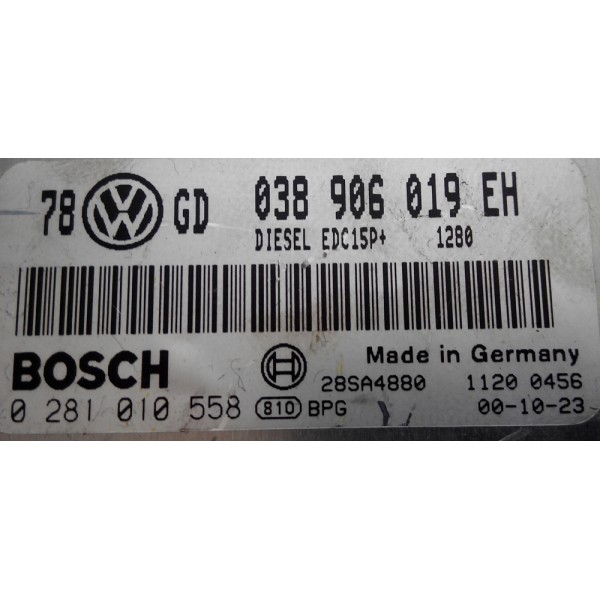 78 VW GD 038 906 019 EH
DIESEL EDC15P+ 1280
BOSCH Made in Germany
28SA4880 1120 0456
0 281 010 558 810 BPG 00-10-23